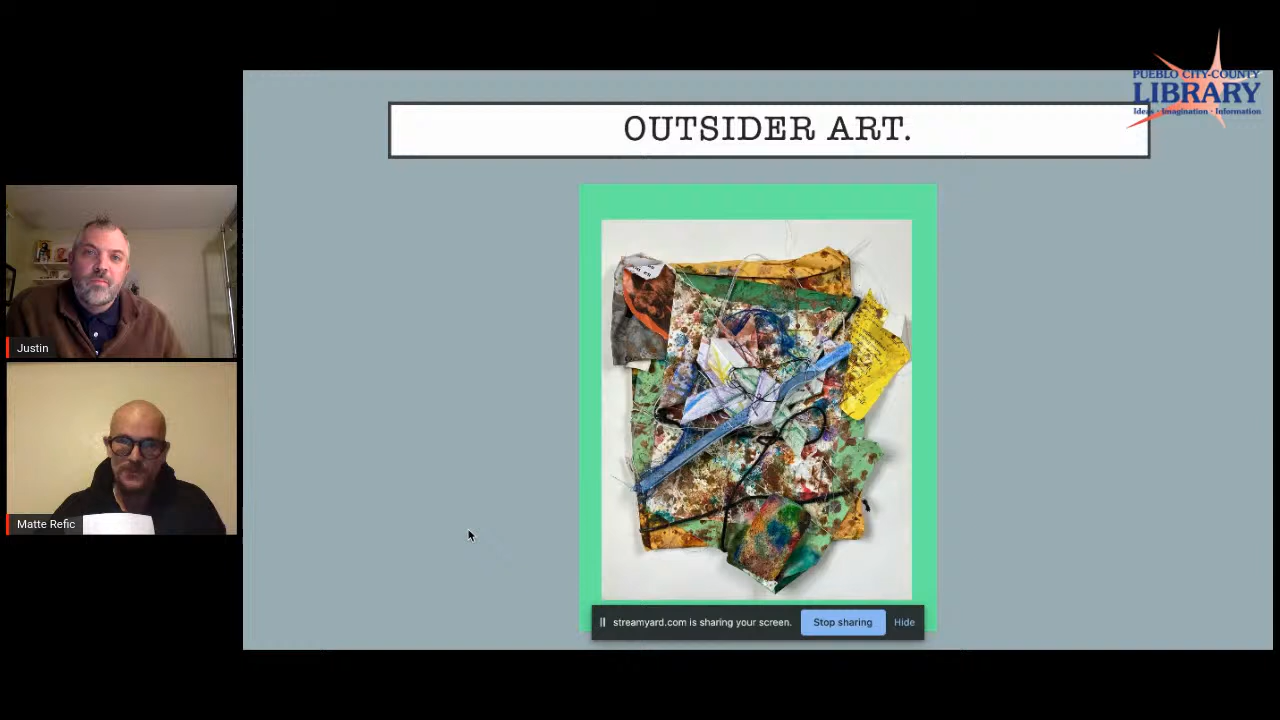 PUEBLO CITY-COUNTY
LIBRARY
Ideas • Imagination • Information
OUTSIDER ART.
Justin
Matte Refic
streamyard.com is sharing your screen.
Stop sharing
Hide